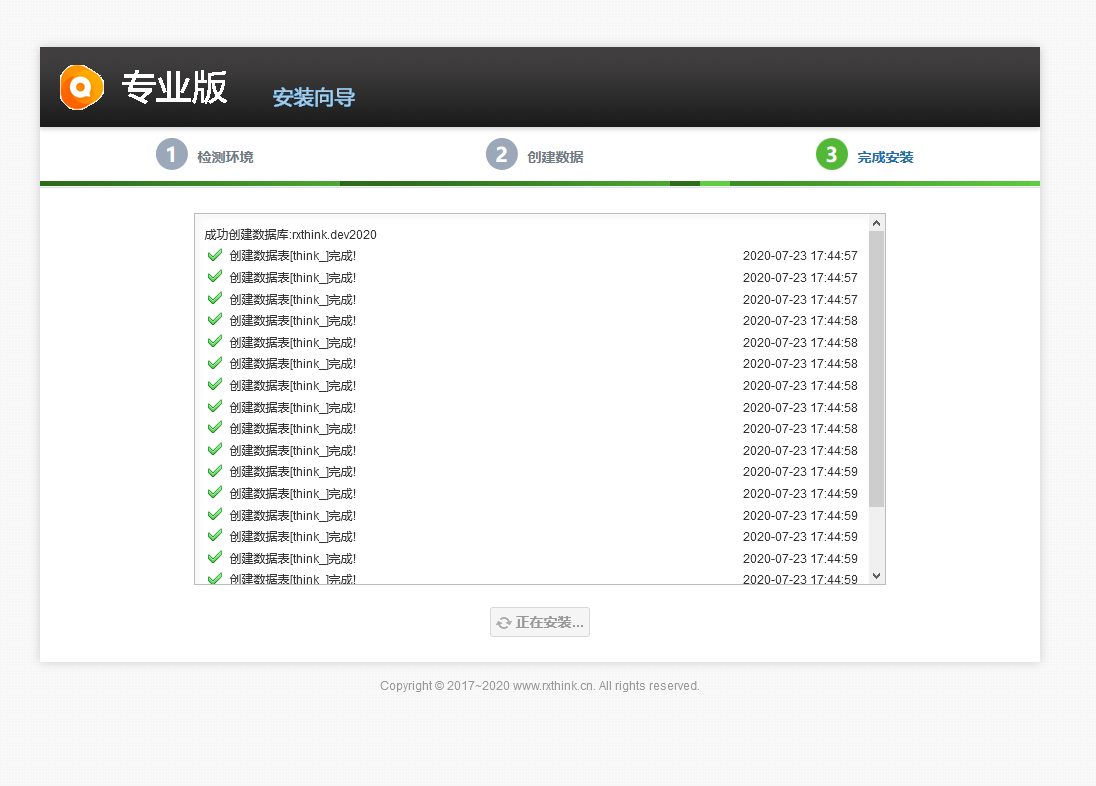 专业版 安装向导
1 检测环境 2 创建数据 3 完成安装
成功创建数据库:rxthink.dev2020
创建数据表[think_]完成! 2020-07-23 17:44:57
创建数据表[think_]完成! 2020-07-23 17:44:57
创建数据表[think_]完成! 2020-07-23 17:44:57
创建数据表[think_]完成! 2020-07-23 17:44:58
创建数据表[think_]完成! 2020-07-23 17:44:58
创建数据表[think_]完成! 2020-07-23 17:44:58
创建数据表[think_]完成! 2020-07-23 17:44:58
创建数据表[think_]完成! 2020-07-23 17:44:58
创建数据表[think_]完成! 2020-07-23 17:44:58
创建数据表[think_]完成! 2020-07-23 17:44:58
创建数据表[think_]完成! 2020-07-23 17:44:59
创建数据表[think_]完成! 2020-07-23 17:44:59
创建数据表[think_]完成! 2020-07-23 17:44:59
创建数据表[think_]完成! 2020-07-23 17:44:59
创建数据表[think_]完成! 2020-07-23 17:44:59
创建数据表[think_]完成! 2020-07-23 17:44:59
正在安装...
Copyright © 2017~2020 www.rxthink.cn. All rights reserved.